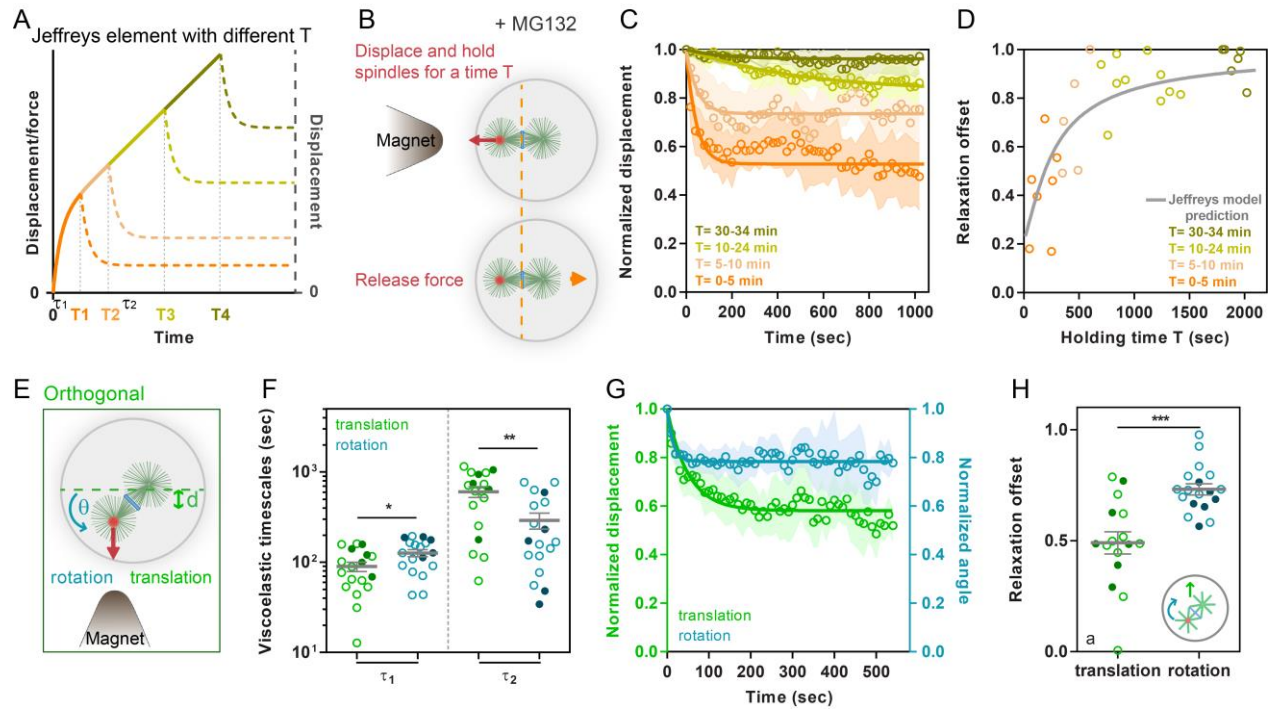 A
Jeffreys element with different T
Displacement/force
Displacement
0
0
0
τ1
T1
T2
τ2
T3
T4
Time
B
+ MG132
Displace and hold
spindles for a time T
Magnet
Release force
C
Normalized displacement
1.0
0.8
0.6
0.4
0.2
0.0
T= 30-34 min
T= 10-24 min
T= 5-10 min
T= 0-5 min
0
200
400
600
800
1000
Time (sec)
D
Relaxation offset
1.0
0.8
0.6
0.4
0.2
0.0
Jeffreys model
prediction
T= 30-34 min
T= 10-24 min
T= 5-10 min
T= 0-5 min
0
500
1000
1500
2000
Holding time T (sec)
E
Orthogonal
θ
d
rotation
translation
Magnet
F
Viscoelastic timescales (sec)
translation
rotation
10³
10²
10¹
*
**
τ1
τ2
G
Normalized displacement
1.0
0.8
0.6
0.4
0.2
0.0
translation
rotation
0
100
200
300
400
500
Time (sec)
1.0
0.8
0.6
0.4
0.2
0.0
Normalized angle
H
Relaxation offset
1.0
0.5
0.0
***
a
translation
rotation